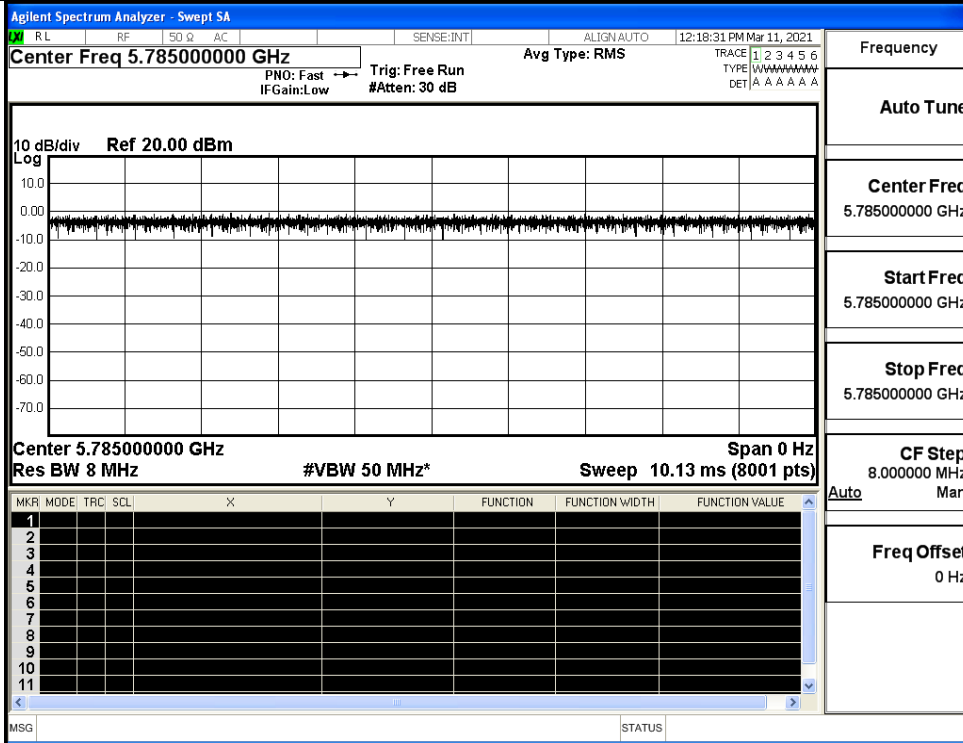 Agilent Spectrum Analyzer - Swept SA
LXI RL RF 50 Ω AC SENSE:INT ALIGN AUTO 12:18:31 PM Mar 11, 2021
Center Freq 5.785000000 GHz
Avg Type: RMS
TRACE 1 2 3 4 5 6
TYPE WWWWWW
DET A A A A A A
PNO: Fast
IFGain:Low
Trig: Free Run
#Atten: 30 dB
10 dB/div Ref 20.00 dBm
Log
10.0
0.00
-10.0
-20.0
-30.0
-40.0
-50.0
-60.0
-70.0
Center 5.785000000 GHz Span 0 Hz
Res BW 8 MHz #VBW 50 MHz* Sweep 10.13 ms (8001 pts)
MKR MODE TRC SCL X Y FUNCTION FUNCTION WIDTH FUNCTION VALUE
1
2
3
4
5
6
7
8
9
10
11
MSG STATUS
Frequency
Auto Tune
Center Freq
5.785000000 GHz
Start Freq
5.785000000 GHz
Stop Freq
5.785000000 GHz
CF Step
8.000000 MHz
Auto Man
Freq Offset
0 Hz